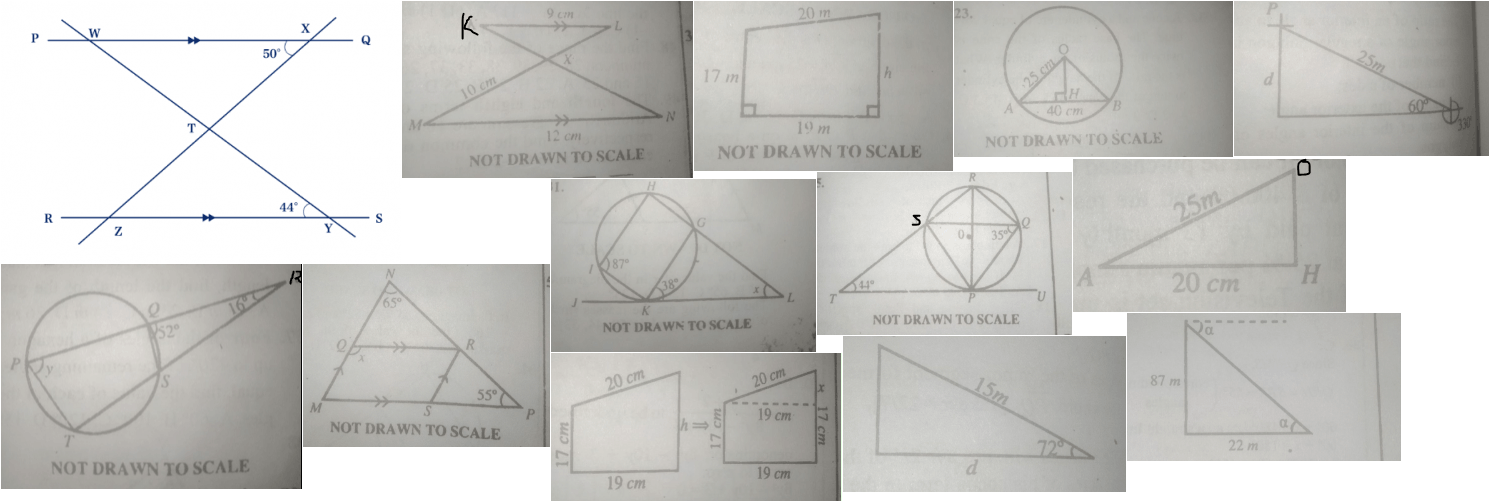 P W X Q
50°
T
44°
R Z Y S
K 9 cm L
X
10 cm
M 12 cm N
NOT DRAWN TO SCALE
20 m
17 m h
19 m
NOT DRAWN TO SCALE
23.
O
25 cm
A H B
40 cm
NOT DRAWN TO SCALE
P
25m
d
60°
330°
H
G
I 87°
38°
x
J K L
NOT DRAWN TO SCALE
R
S Q
O 35°
44°
T P U
NOT DRAWN TO SCALE
O
25m
A 20 cm H
R
16°
Q
52°
P y
S
T
NOT DRAWN TO SCALE
N
65°
Q x R
55°
M S P
NOT DRAWN TO SCALE
20 cm 20 cm x
17 cm h ⇒ 17 cm 19 cm 17 cm
19 cm 19 cm
15m
72°
d
α
87 m
α
22 m